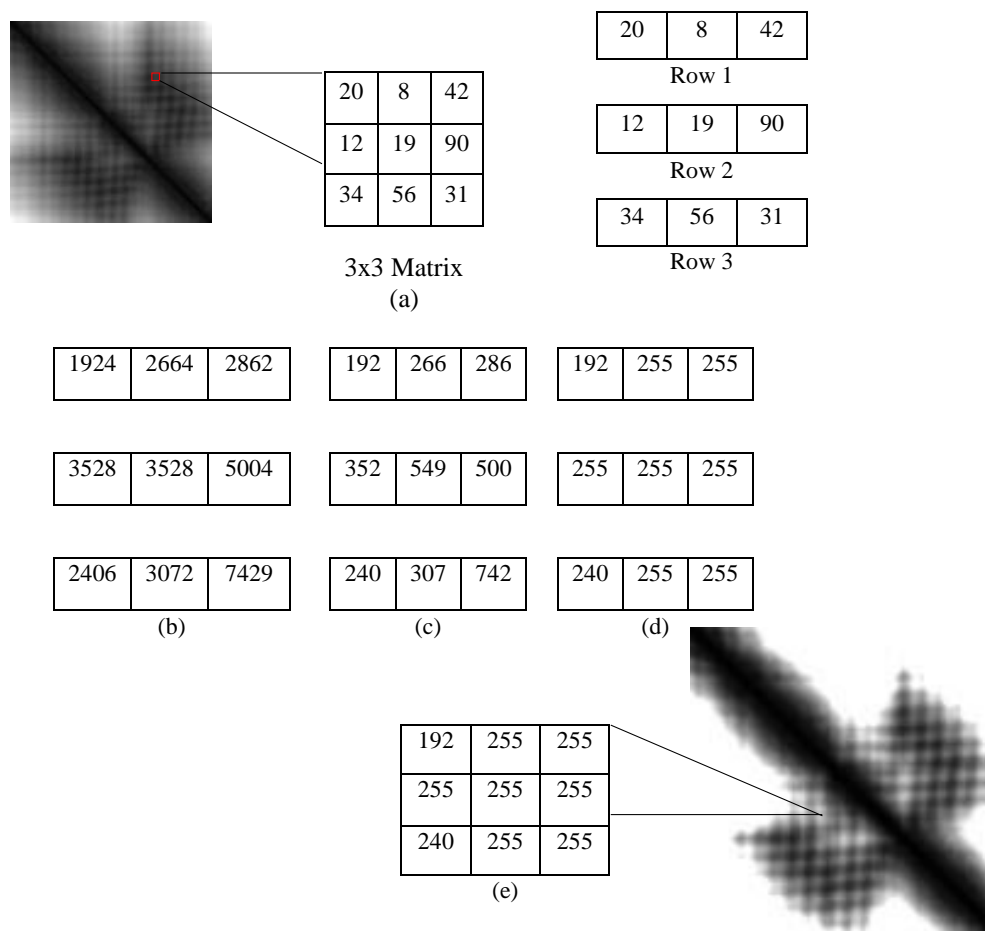 20 8 42
12 19 90
34 56 31
3x3 Matrix
(a)
20 8 42
Row 1
12 19 90
Row 2
34 56 31
Row 3
1924 2664 2862
3528 3528 5004
2406 3072 7429
(b)
192 266 286
352 549 500
240 307 742
(c)
192 255 255
255 255 255
240 255 255
(d)
192 255 255
255 255 255
240 255 255
(e)